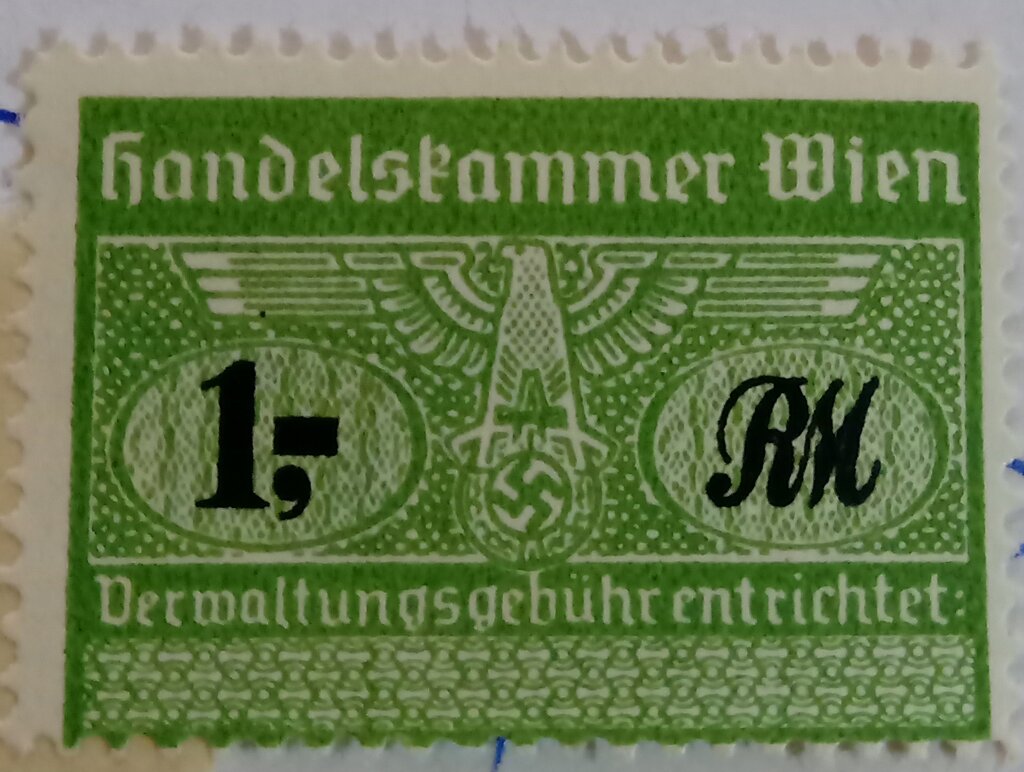 Handelskammer Wien
1,- RM
Verwaltungsgebühr entrichtet: